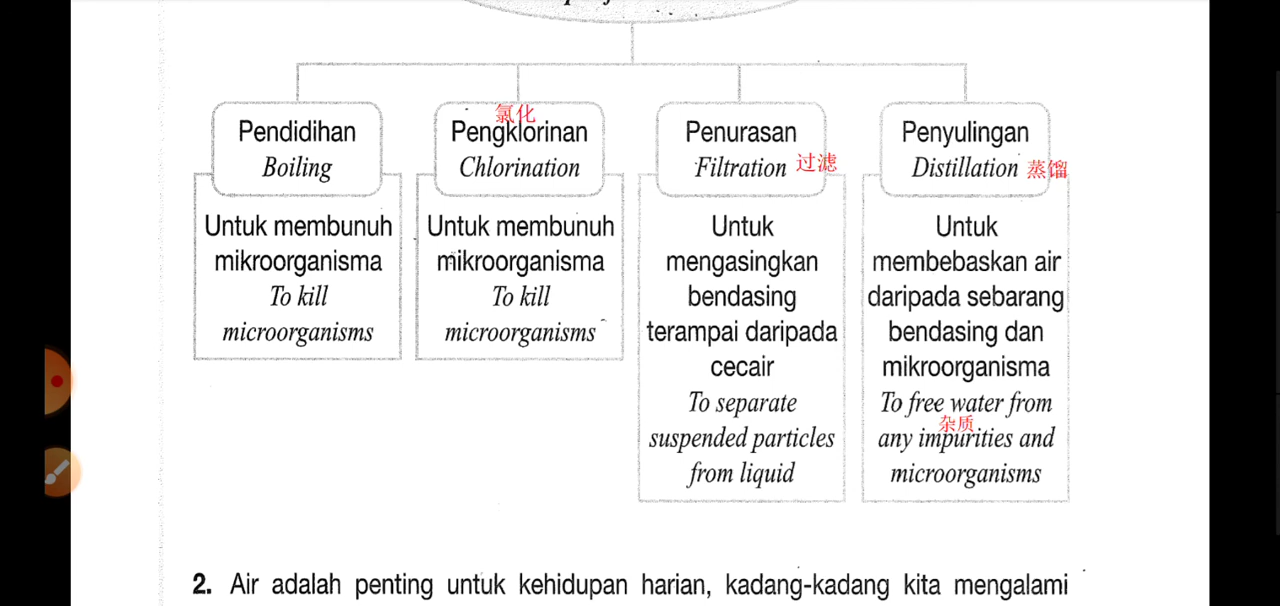 Pendidihan
Boiling
Untuk membunuh
mikroorganisma
To kill
microorganisms
氯化
Pengklorinan
Chlorination
Untuk membunuh
mikroorganisma
To kill
microorganisms
Penurasan
Filtration 过滤
Untuk
mengasingkan
bendasing
terampai daripada
cecair
To separate
suspended particles
from liquid
Penyulingan
Distillation 蒸馏
Untuk
membebaskan air
daripada sebarang
bendasing dan
mikroorganisma
To free water from
杂质
any impurities and
microorganisms
2. Air adalah penting untuk kehidupan harian, kadang-kadang kita mengalami